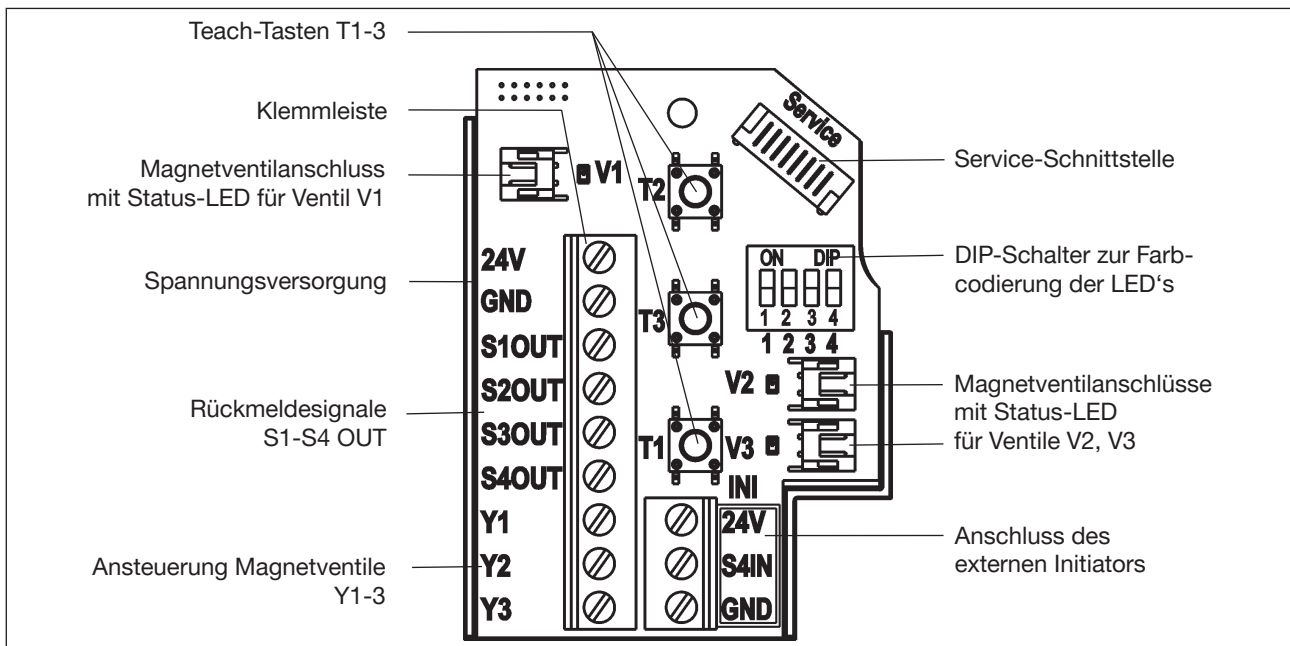 Teach-Tasten T1-3
Klemmleiste
Magnetventilanschluss
mit Status-LED für Ventil V1
Spannungsversorgung
Rückmeldesignale
S1-S4 OUT
Ansteuerung Magnetventile
Y1-3
Service
V1
T2
24V
GND
S1OUT
S2OUT
S3OUT
S4OUT
Y1
Y2
Y3
T3
T1
ON DIP
1 2 3 4
1 2 3 4
V2
V3
INI
24V
S4IN
GND
Service-Schnittstelle
DIP-Schalter zur Farb-
codierung der LED‘s
Magnetventilanschlüsse
mit Status-LED
für Ventile V2, V3
Anschluss des
externen Initiators